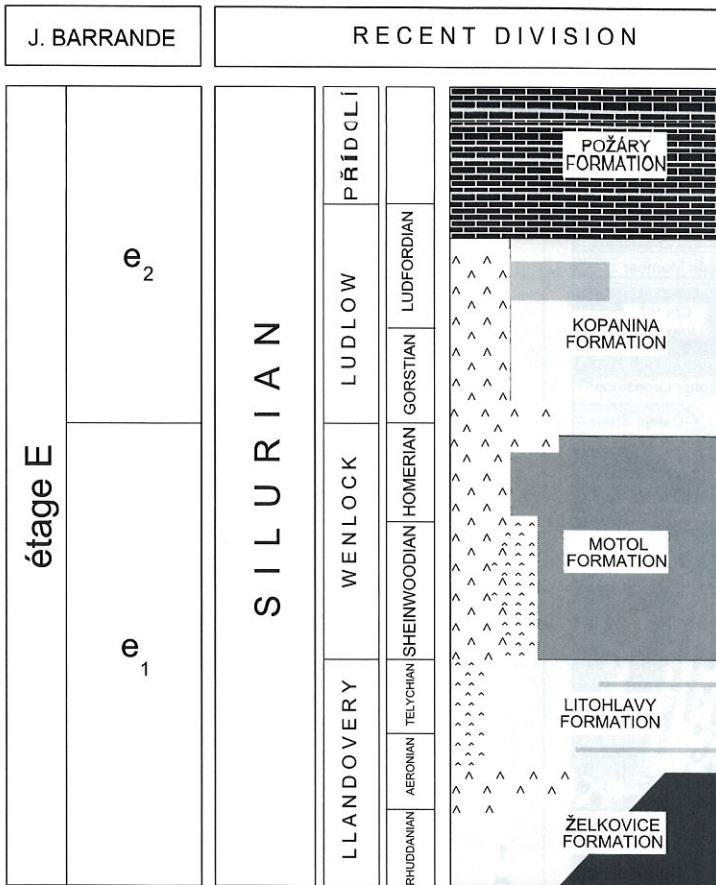 J. BARRANDE
RECENT DIVISION
étage E
e2
e1
SILURIAN
PŘÍDOLÍ
LUDLOW
WENLOCK
LLANDOVERY
LUDFORDIAN
GORSTIAN
HOMERIAN
SHEINWOODIAN
TELYCHIAN
AERONIAN
RHUDDANIAN
POŽÁRY
FORMATION
KOPANINA
FORMATION
MOTOL
FORMATION
LITOHLAVY
FORMATION
ŽELKOVICE
FORMATION